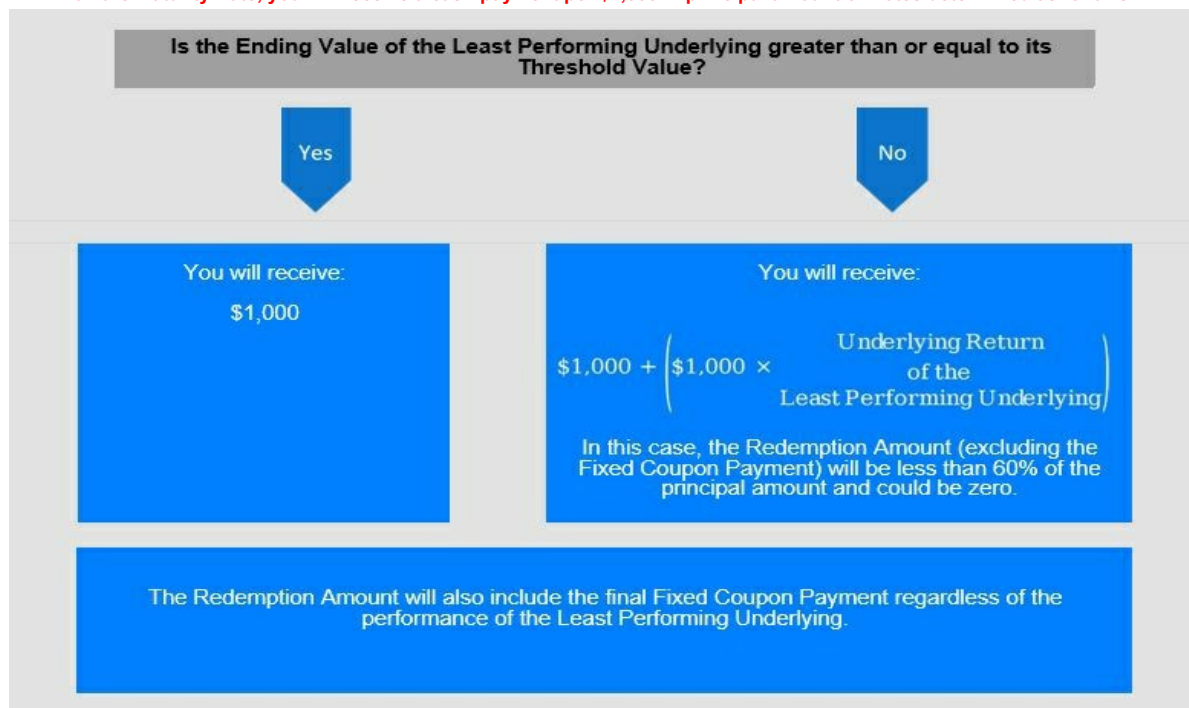 Is the Ending Value of the Least Performing Underlying greater than or equal to its
Threshold Value?
Yes
No
You will receive:
$1,000
You will receive:
$1,000 + ($1,000 × Underlying Return
of the
Least Performing Underlying)
In this case, the Redemption Amount (excluding the
Fixed Coupon Payment) will be less than 60% of the
principal amount and could be zero.
The Redemption Amount will also include the final Fixed Coupon Payment regardless of the
performance of the Least Performing Underlying.